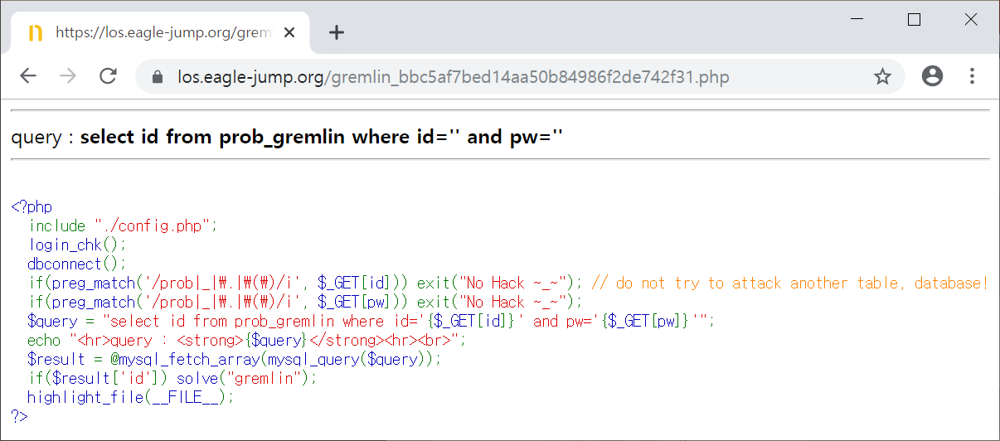 https://los.eagle-jump.org/grem
los.eagle-jump.org/gremlin_bbc5af7bed14aa50b84986f2de742f31.php
query : select id from prob_gremlin where id='' and pw=''
<?php
include "./config.php";
login_chk();
dbconnect();
if(preg_match('/prob|_|₩.|₩(₩)/i', $_GET[id])) exit("No Hack ~_~"); // do not try to attack another table, database!
if(preg_match('/prob|_|₩.|₩(₩)/i', $_GET[pw])) exit("No Hack ~_~");
$query = "select id from prob_gremlin where id='{$_GET[id]}' and pw='{$_GET[pw]}'";
echo "<hr>query : <strong>{$query}</strong><hr><br>";
$result = @mysql_fetch_array(mysql_query($query));
if($result['id']) solve("gremlin");
highlight_file(__FILE__);
?>